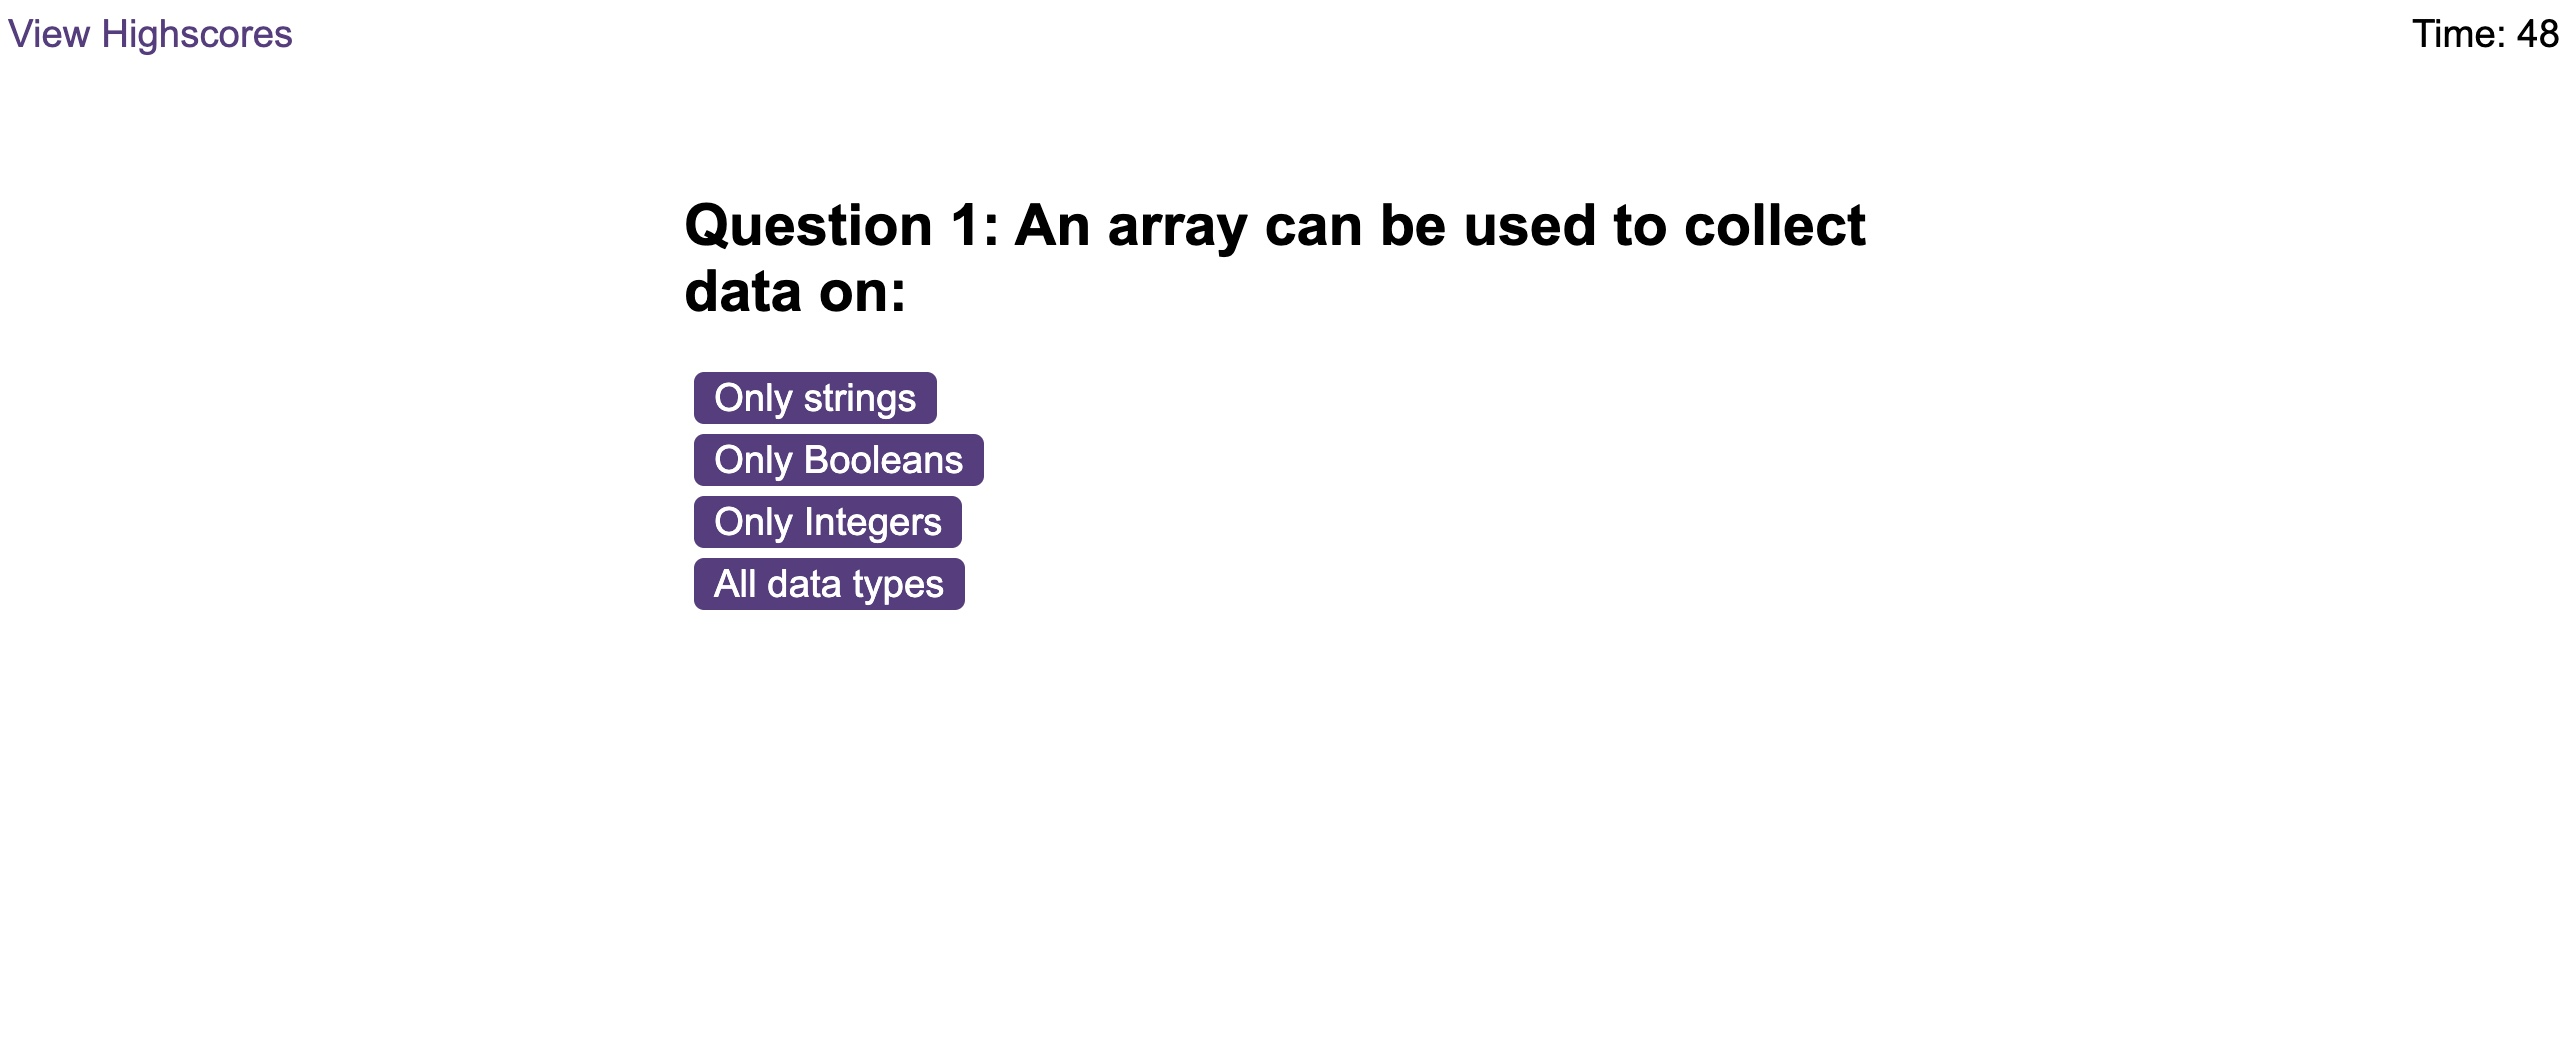 View Highscores
Time: 48
Question 1: An array can be used to collect
data on:
Only strings
Only Booleans
Only Integers
All data types